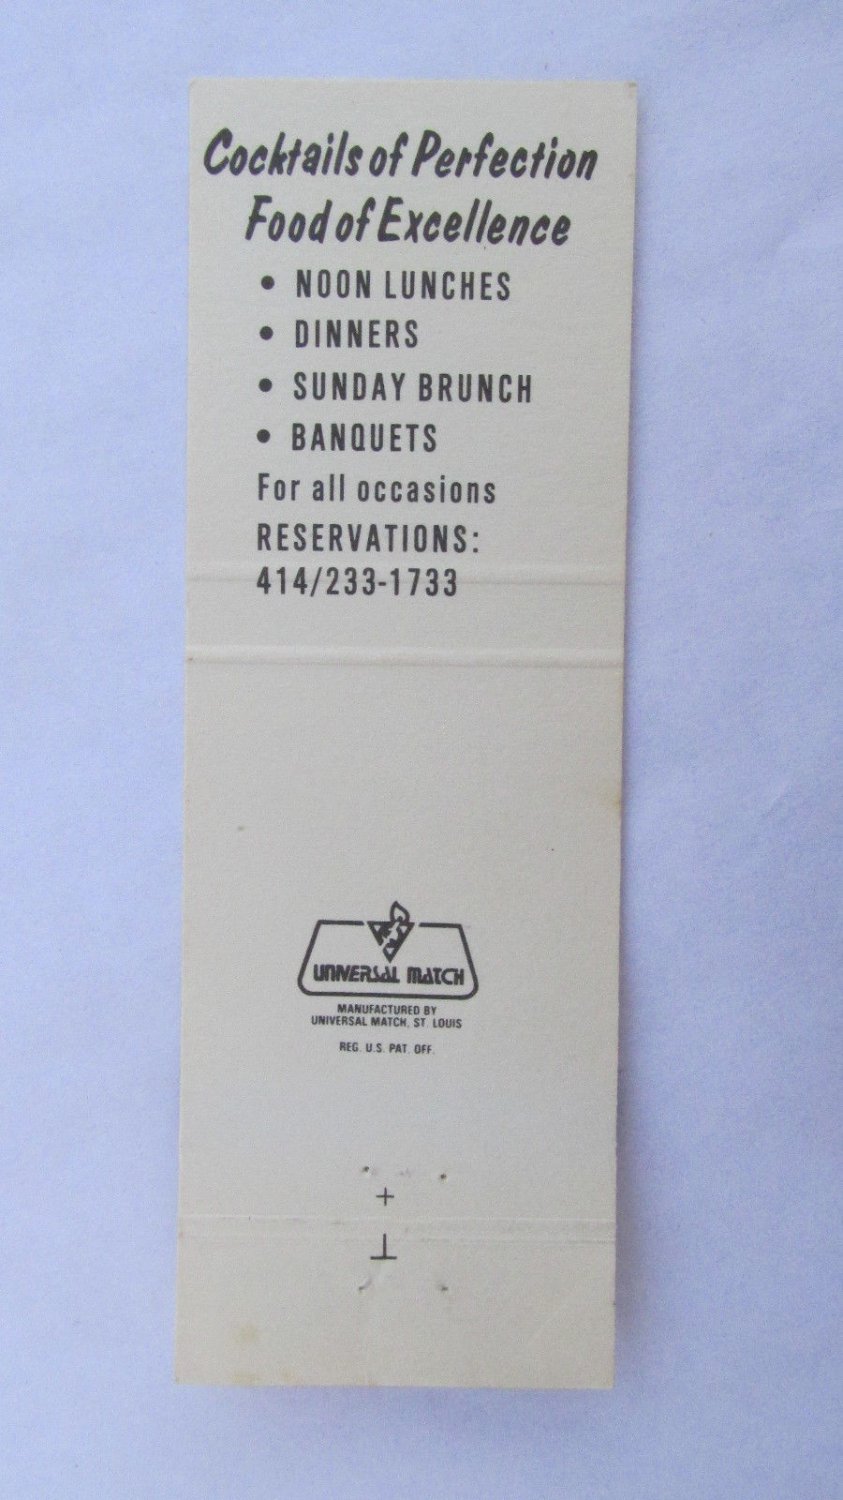 Cocktails of Perfection
Food of Excellence
• NOON LUNCHES
• DINNERS
• SUNDAY BRUNCH
• BANQUETS
For all occasions
RESERVATIONS:
414/233-1733
UNIVERSAL MATCH
MANUFACTURED BY
UNIVERSAL MATCH, ST. LOUIS
REG. U.S. PAT. OFF.